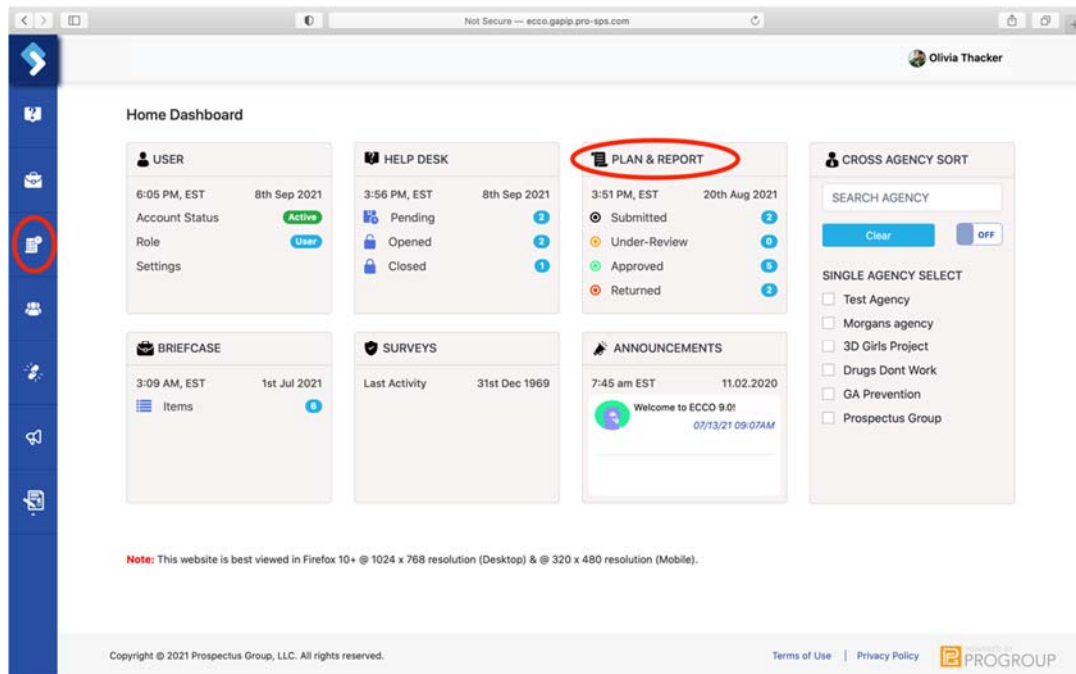 Not Secure — ecco.gapip.pro-sps.com
Olivia Thacker
Home Dashboard
USER
6:05 PM, EST 8th Sep 2021
Account Status Active
Role User
Settings
HELP DESK
3:56 PM, EST 8th Sep 2021
Pending 2
Opened 2
Closed 1
PLAN & REPORT
3:51 PM, EST 20th Aug 2021
Submitted 2
Under-Review 0
Approved 5
Returned 2
CROSS AGENCY SORT
SEARCH AGENCY
Clear OFF
SINGLE AGENCY SELECT
Test Agency
Morgans agency
3D Girls Project
Drugs Dont Work
GA Prevention
Prospectus Group
BRIEFCASE
3:09 AM, EST 1st Jul 2021
Items 6
SURVEYS
Last Activity 31st Dec 1969
ANNOUNCEMENTS
7:45 am EST 11.02.2020
Welcome to ECCO 9.0!
07/13/21 09:07AM
Note: This website is best viewed in Firefox 10+ @ 1024 x 768 resolution (Desktop) & @ 320 x 480 resolution (Mobile).
Copyright © 2021 Prospectus Group, LLC. All rights reserved.
Terms of Use | Privacy Policy
POWERED BY
PROGROUP